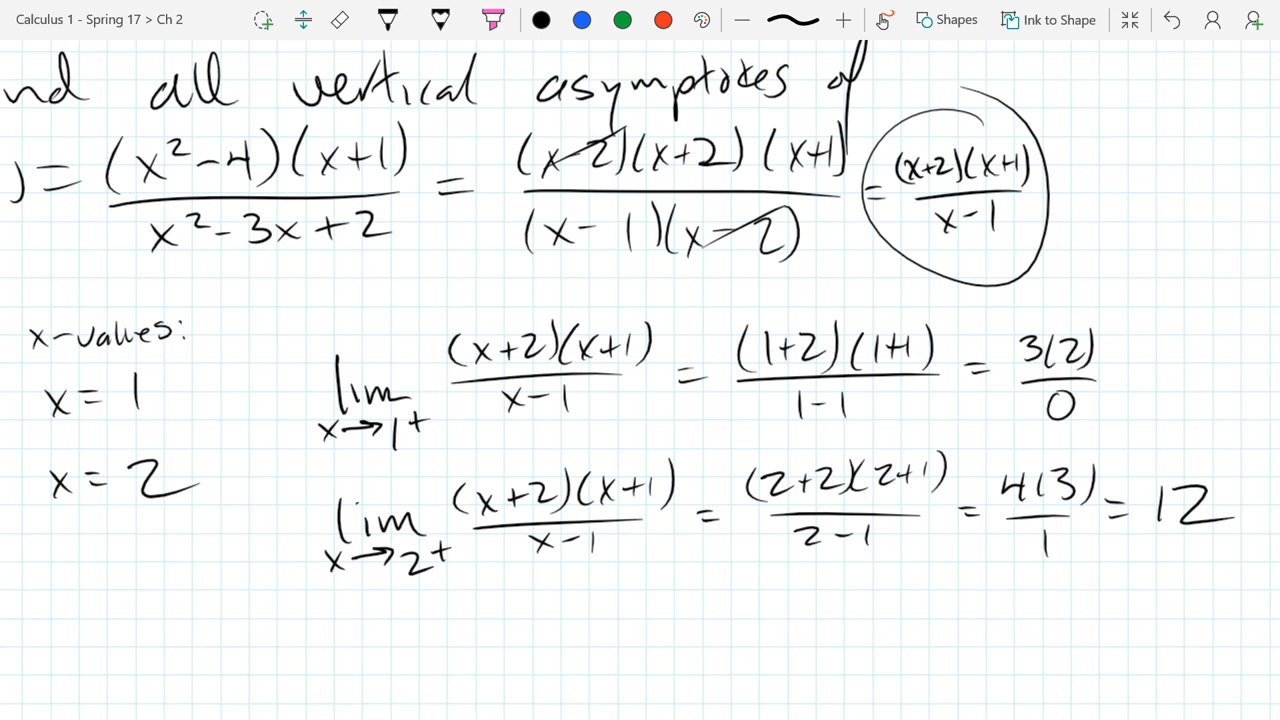 Calculus 1 - Spring 17 > Ch 2
Shapes
Ink to Shape
nd all vertical asymptotes of
) = (x²-4)(x+1) / x²-3x+2 = (x-2)(x+2)(x+1) / (x-1)(x-2) = (x+2)(x+1) / x-1
x-values:
x = 1
lim x→1⁺ (x+2)(x+1) / x-1 = (1+2)(1+1) / 1-1 = 3(2) / 0
x = 2
lim x→2⁺ (x+2)(x+1) / x-1 = (2+2)(2+1) / 2-1 = 4(3) / 1 = 12